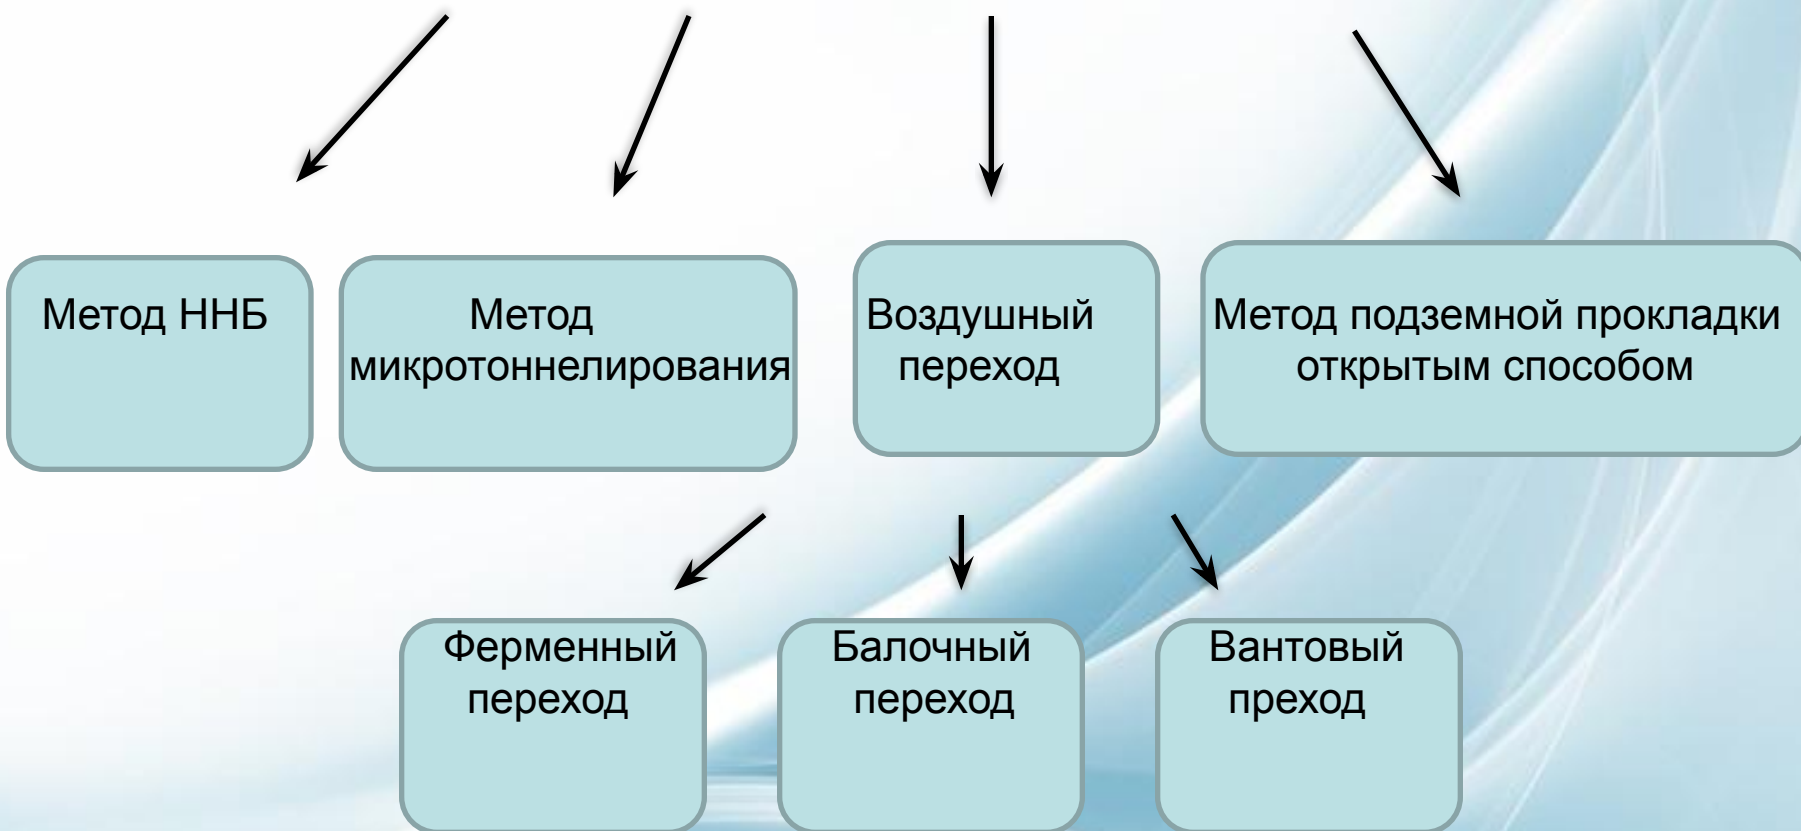 Метод ННБ
Метод
микротоннелирования
Воздушный
переход
Метод подземной прокладки
открытым способом
Ферменный
переход
Балочный
переход
Вантовый
преход